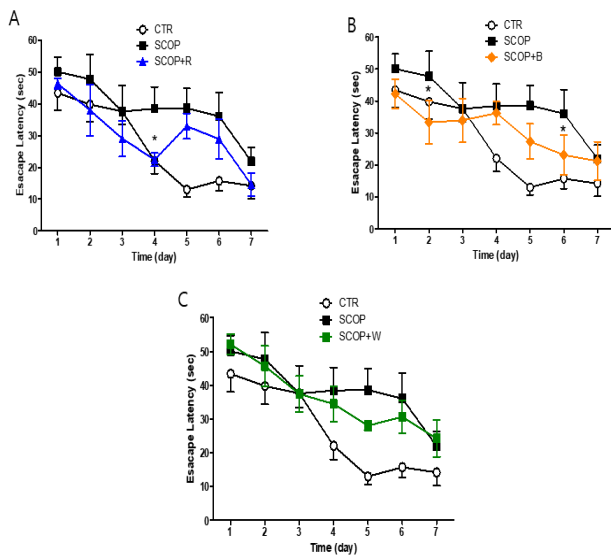 A
CTR
SCOP
SCOP+R
Esacape Latency (sec)
60
50
40
30
20
10
0
*
1 2 3 4 5 6 7
Time (day)
B
CTR
SCOP
SCOP+B
Esacape Latency (sec)
60
50
40
30
20
10
0
*
*
1 2 3 4 5 6 7
Time (day)
C
CTR
SCOP
SCOP+W
Esacape Latency (sec)
60
50
40
30
20
10
0
1 2 3 4 5 6 7
Time (day)